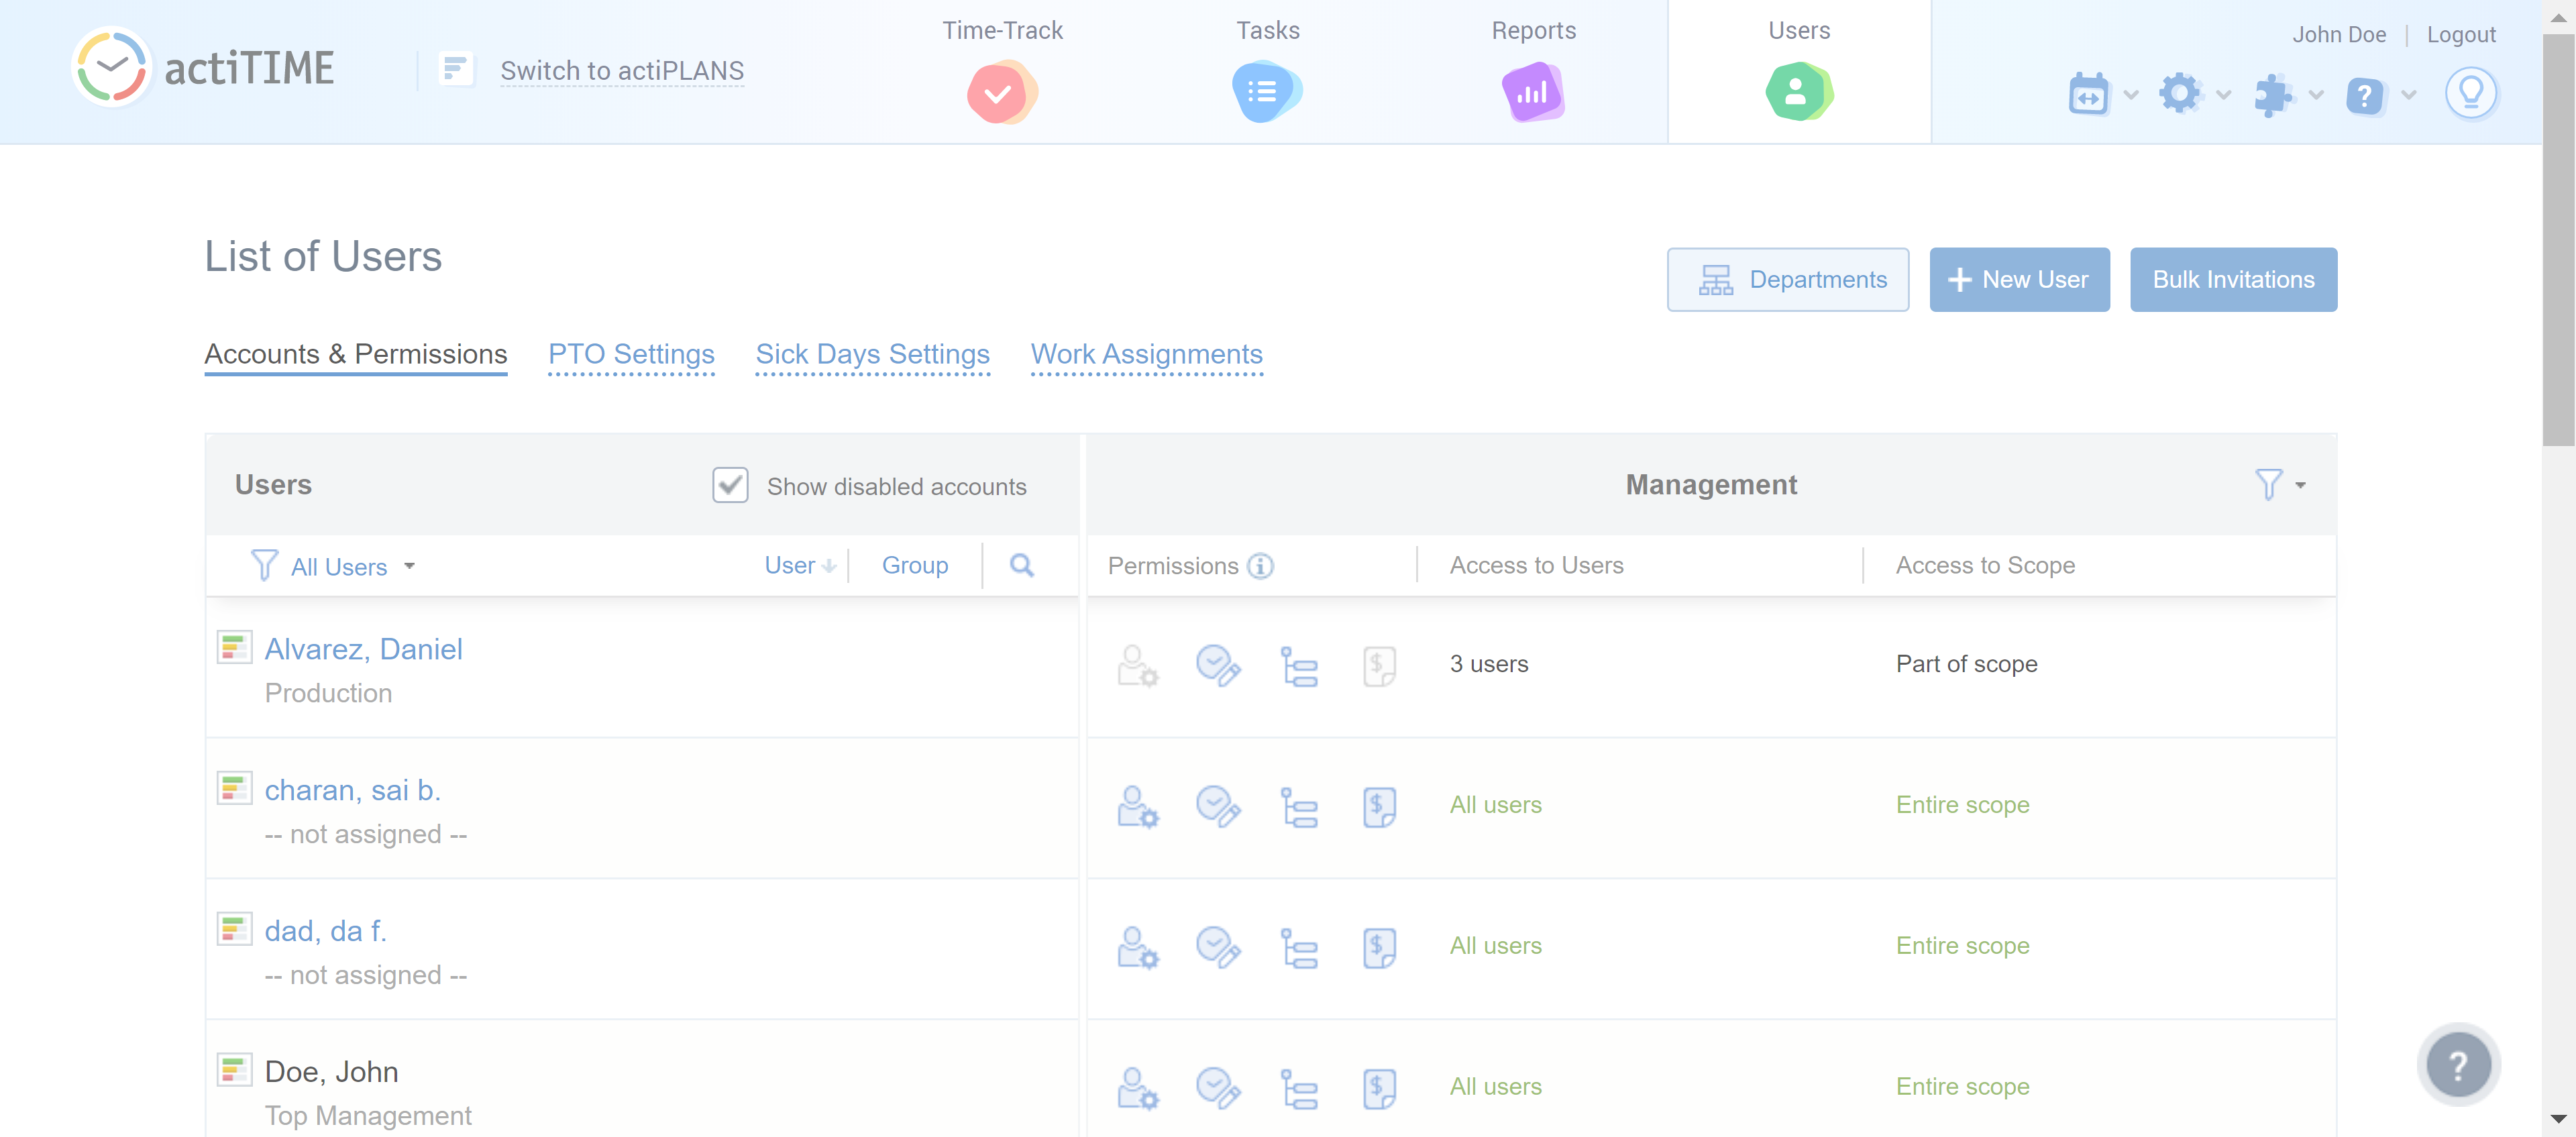 actiTIME
Switch to actiPLANS
Time-Track
Tasks
Reports
Users
John Doe
Logout
List of Users
Departments
New User
Bulk Invitations
Accounts & Permissions
PTO Settings
Sick Days Settings
Work Assignments
Users
Show disabled accounts
Management
All Users
User
Group
Permissions
Access to Users
Access to Scope
Alvarez, Daniel
Production
3 users
Part of scope
charan, sai b.
-- not assigned --
All users
Entire scope
dad, da f.
-- not assigned --
All users
Entire scope
Doe, John
Top Management
All users
Entire scope